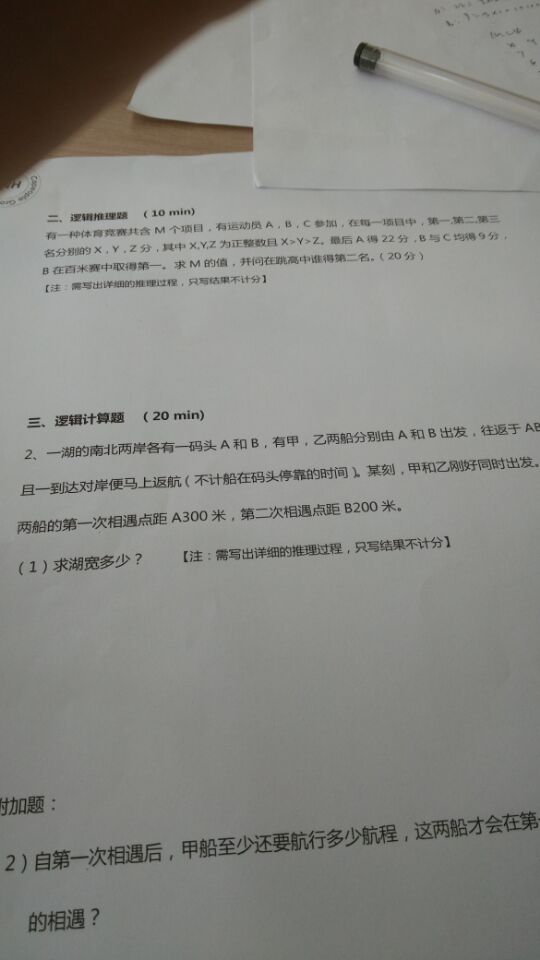 二、逻辑推理题 （10 min）
有一种体育竞赛共含 M 个项目，有运动员 A，B，C 参加，在每一项目中，第一,第二,第三
名分别的 X，Y，Z 分，其中 X,Y,Z 为正整数且 X>Y>Z。最后 A 得 22 分，B 与 C 均得 9 分，
B 在百米赛中取得第一。求 M 的值，并问在跳高中谁得第二名。（20 分）
【注：需写出详细的推理过程，只写结果不计分】
三、逻辑计算题 （20 min）
2、一湖的南北两岸各有一码头 A 和 B，有甲，乙两船分别由 A 和 B 出发，往返于 AB
且一到达对岸便马上返航（不计船在码头停靠的时间）。某刻，甲和乙刚好同时出发。
两船的第一次相遇点距 A300 米，第二次相遇点距 B200 米。
（1）求湖宽多少？ 【注：需写出详细的推理过程，只写结果不计分】
附加题：
2）自第一次相遇后，甲船至少还要航行多少航程，这两船才会在第
的相遇？